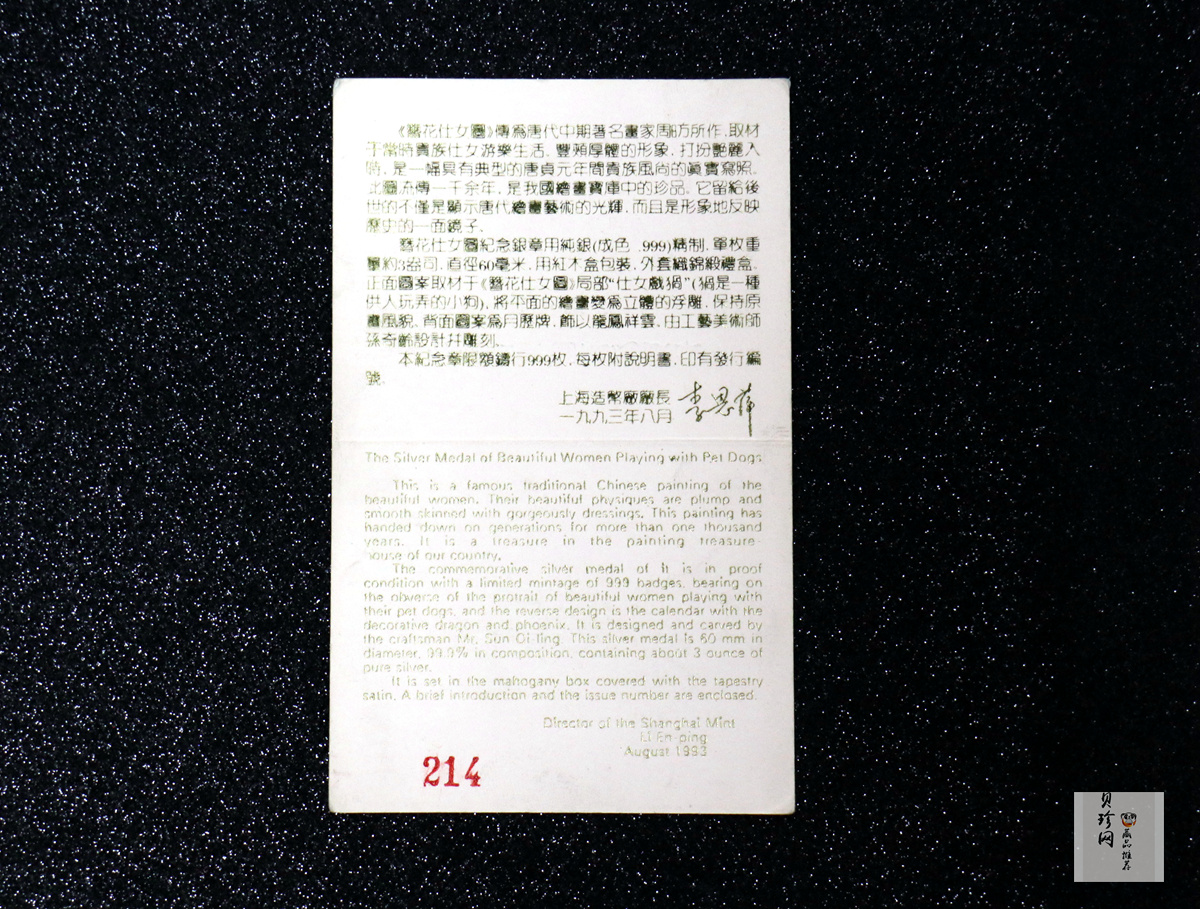 《簪花仕女圖》傳爲唐代中期著名畫家周昉所作,取材
于當時貴族仕女游樂生活,豐頰厚體的形象,打扮艷麗入
時,是一幅具有典型的唐貞元年間貴族風尚的眞實寫照。
此圖流傳一千余年,是我國繪畫寶庫中的珍品。它留給後
世的不僅是顯示唐代繪畫藝術的光輝,而且是形象地反映
歷史的一面鏡子。
簪花仕女圖紀念銀章用純銀(成色 .999)精制,單枚重
量約3盎司,直徑60毫米,用紅木盒包裝,外套織錦緞禮盒。
正面圖案取材于《簪花仕女圖》局部“仕女戲猧”(猧是一種
供人玩弄的小狗),將平面的繪畫變爲立體的浮雕,保持原
畫風貌。背面圖案爲月歷牌,飾以龍鳳祥雲,由工藝美術師
孫奇齡設計幷雕刻。
本紀念章限額鑄行999枚,每枚附說明書,印有發行編
號。
上海造幣廠廠長
一九九三年八月
The Silver Medal of Beautiful Women Playing with Pet Dogs
This is a famous traditional Chinese painting of the
beautiful women. Their beautiful physiques are plump and
smooth skinned with gorgeously dressings. This painting has
handed down on generations for more than one thousand
years. It is a treasure in the painting treasure-
house of our country.
The commemorative silver medal of it is in proof
condition with a limited mintage of 999 badges, bearing on
the obverse of the protrait of beautiful women playing with
their pet dogs, and the reverse design is the calendar with the
decorative dragon and phoenix. It is designed and carved by
the craftsman Mr. Sun Qi-ling. This silver medal is 60 mm in
diameter, 99.9% in composition, containing about 3 ounce of
pure silver.
It is set in the mahogany box covered with the tapestry
satin. A brief introduction and the issue number are enclosed.
Director of the Shanghai Mint
Li En-ping
August 1993
214
贝珍网
藏品推荐